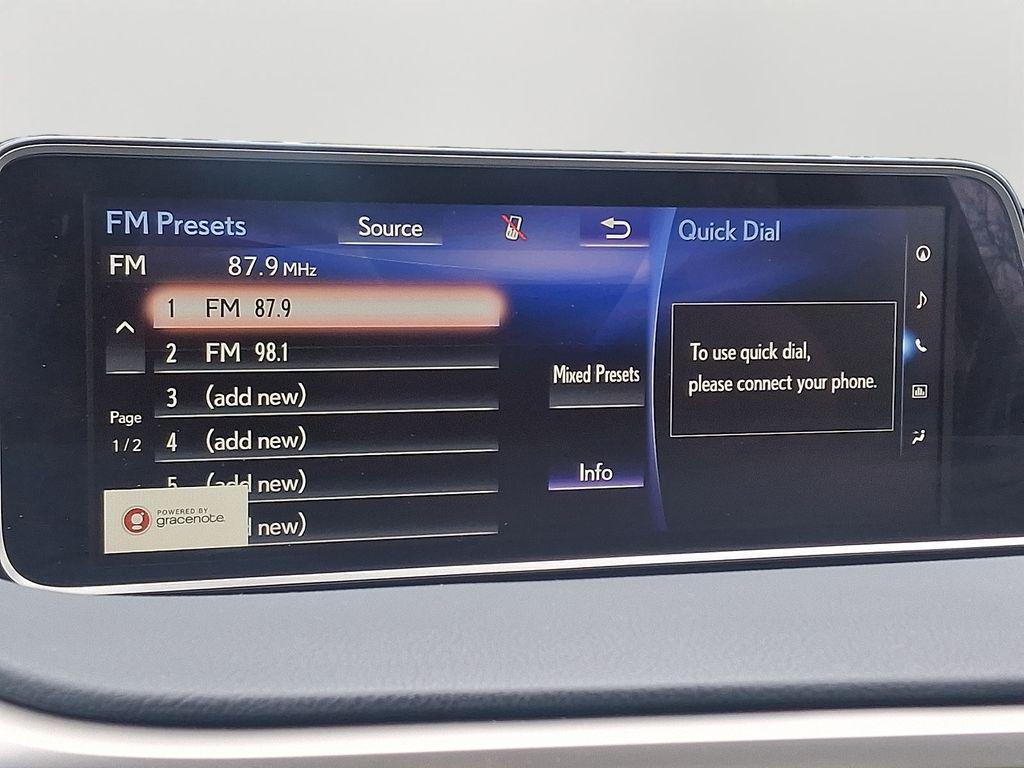 FM Presets
Source
Quick Dial
FM 87.9 MHz
1 FM 87.9
2 FM 98.1
3 (add new)
4 (add new)
5 (add new)
new)
Page
1/2
Mixed Presets
Info
To use quick dial,
please connect your phone.
POWERED BY
gracenote.